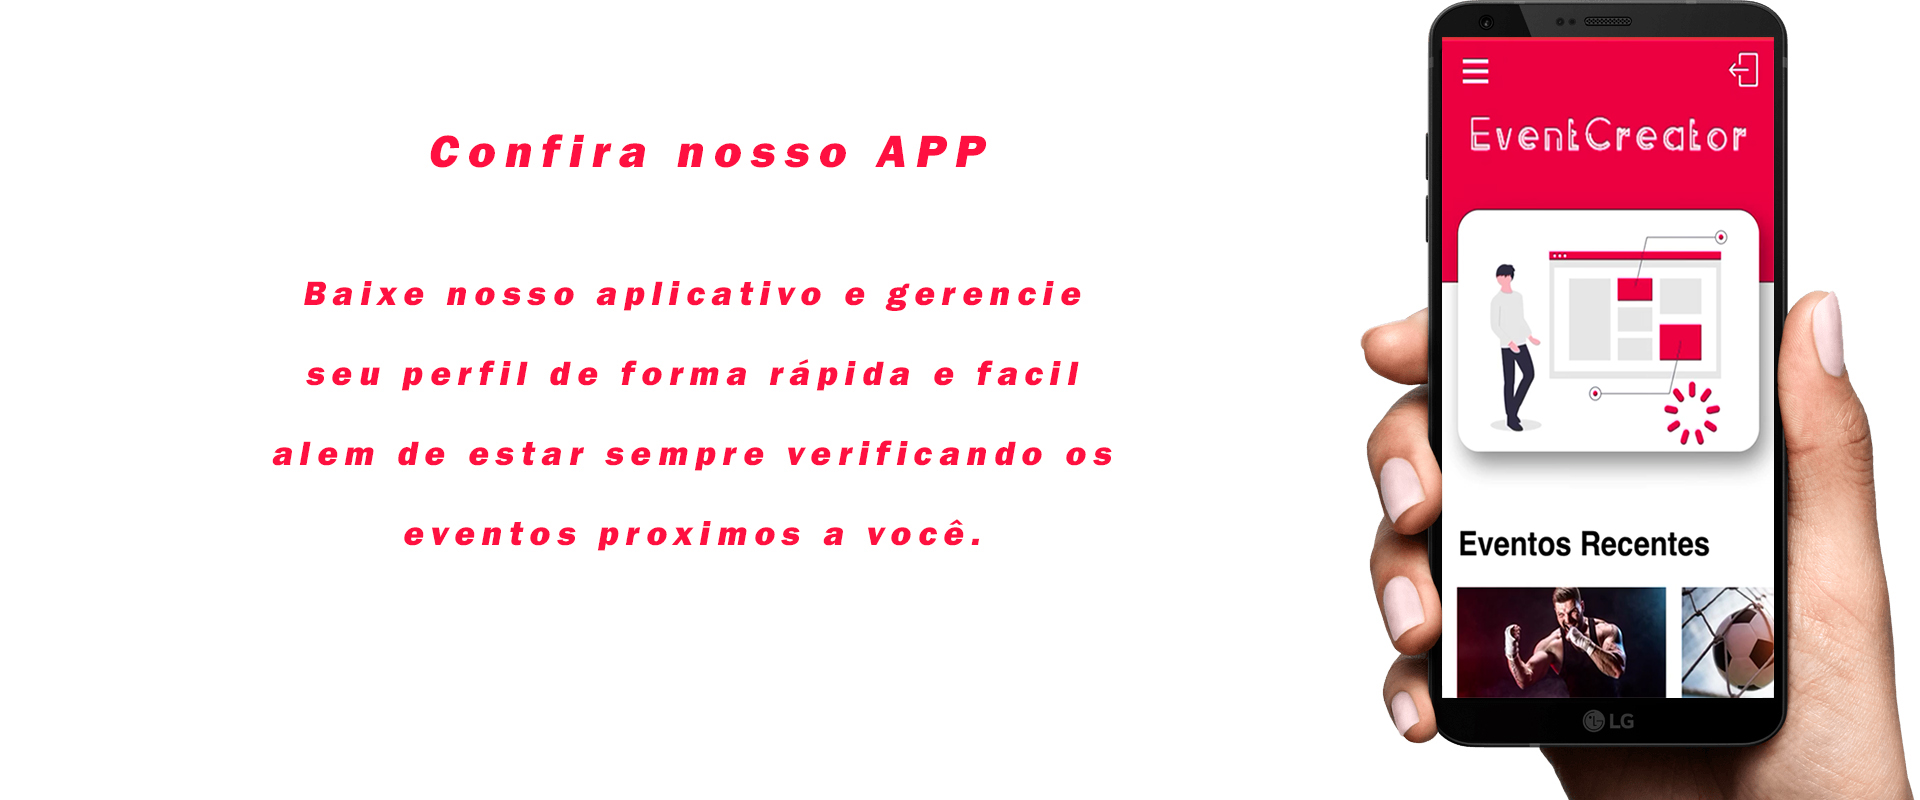 Confira nosso APP
Baixe nosso aplicativo e gerencie
seu perfil de forma rápida e facil
alem de estar sempre verificando os
eventos proximos a você.
EventCreator
Eventos Recentes
LG